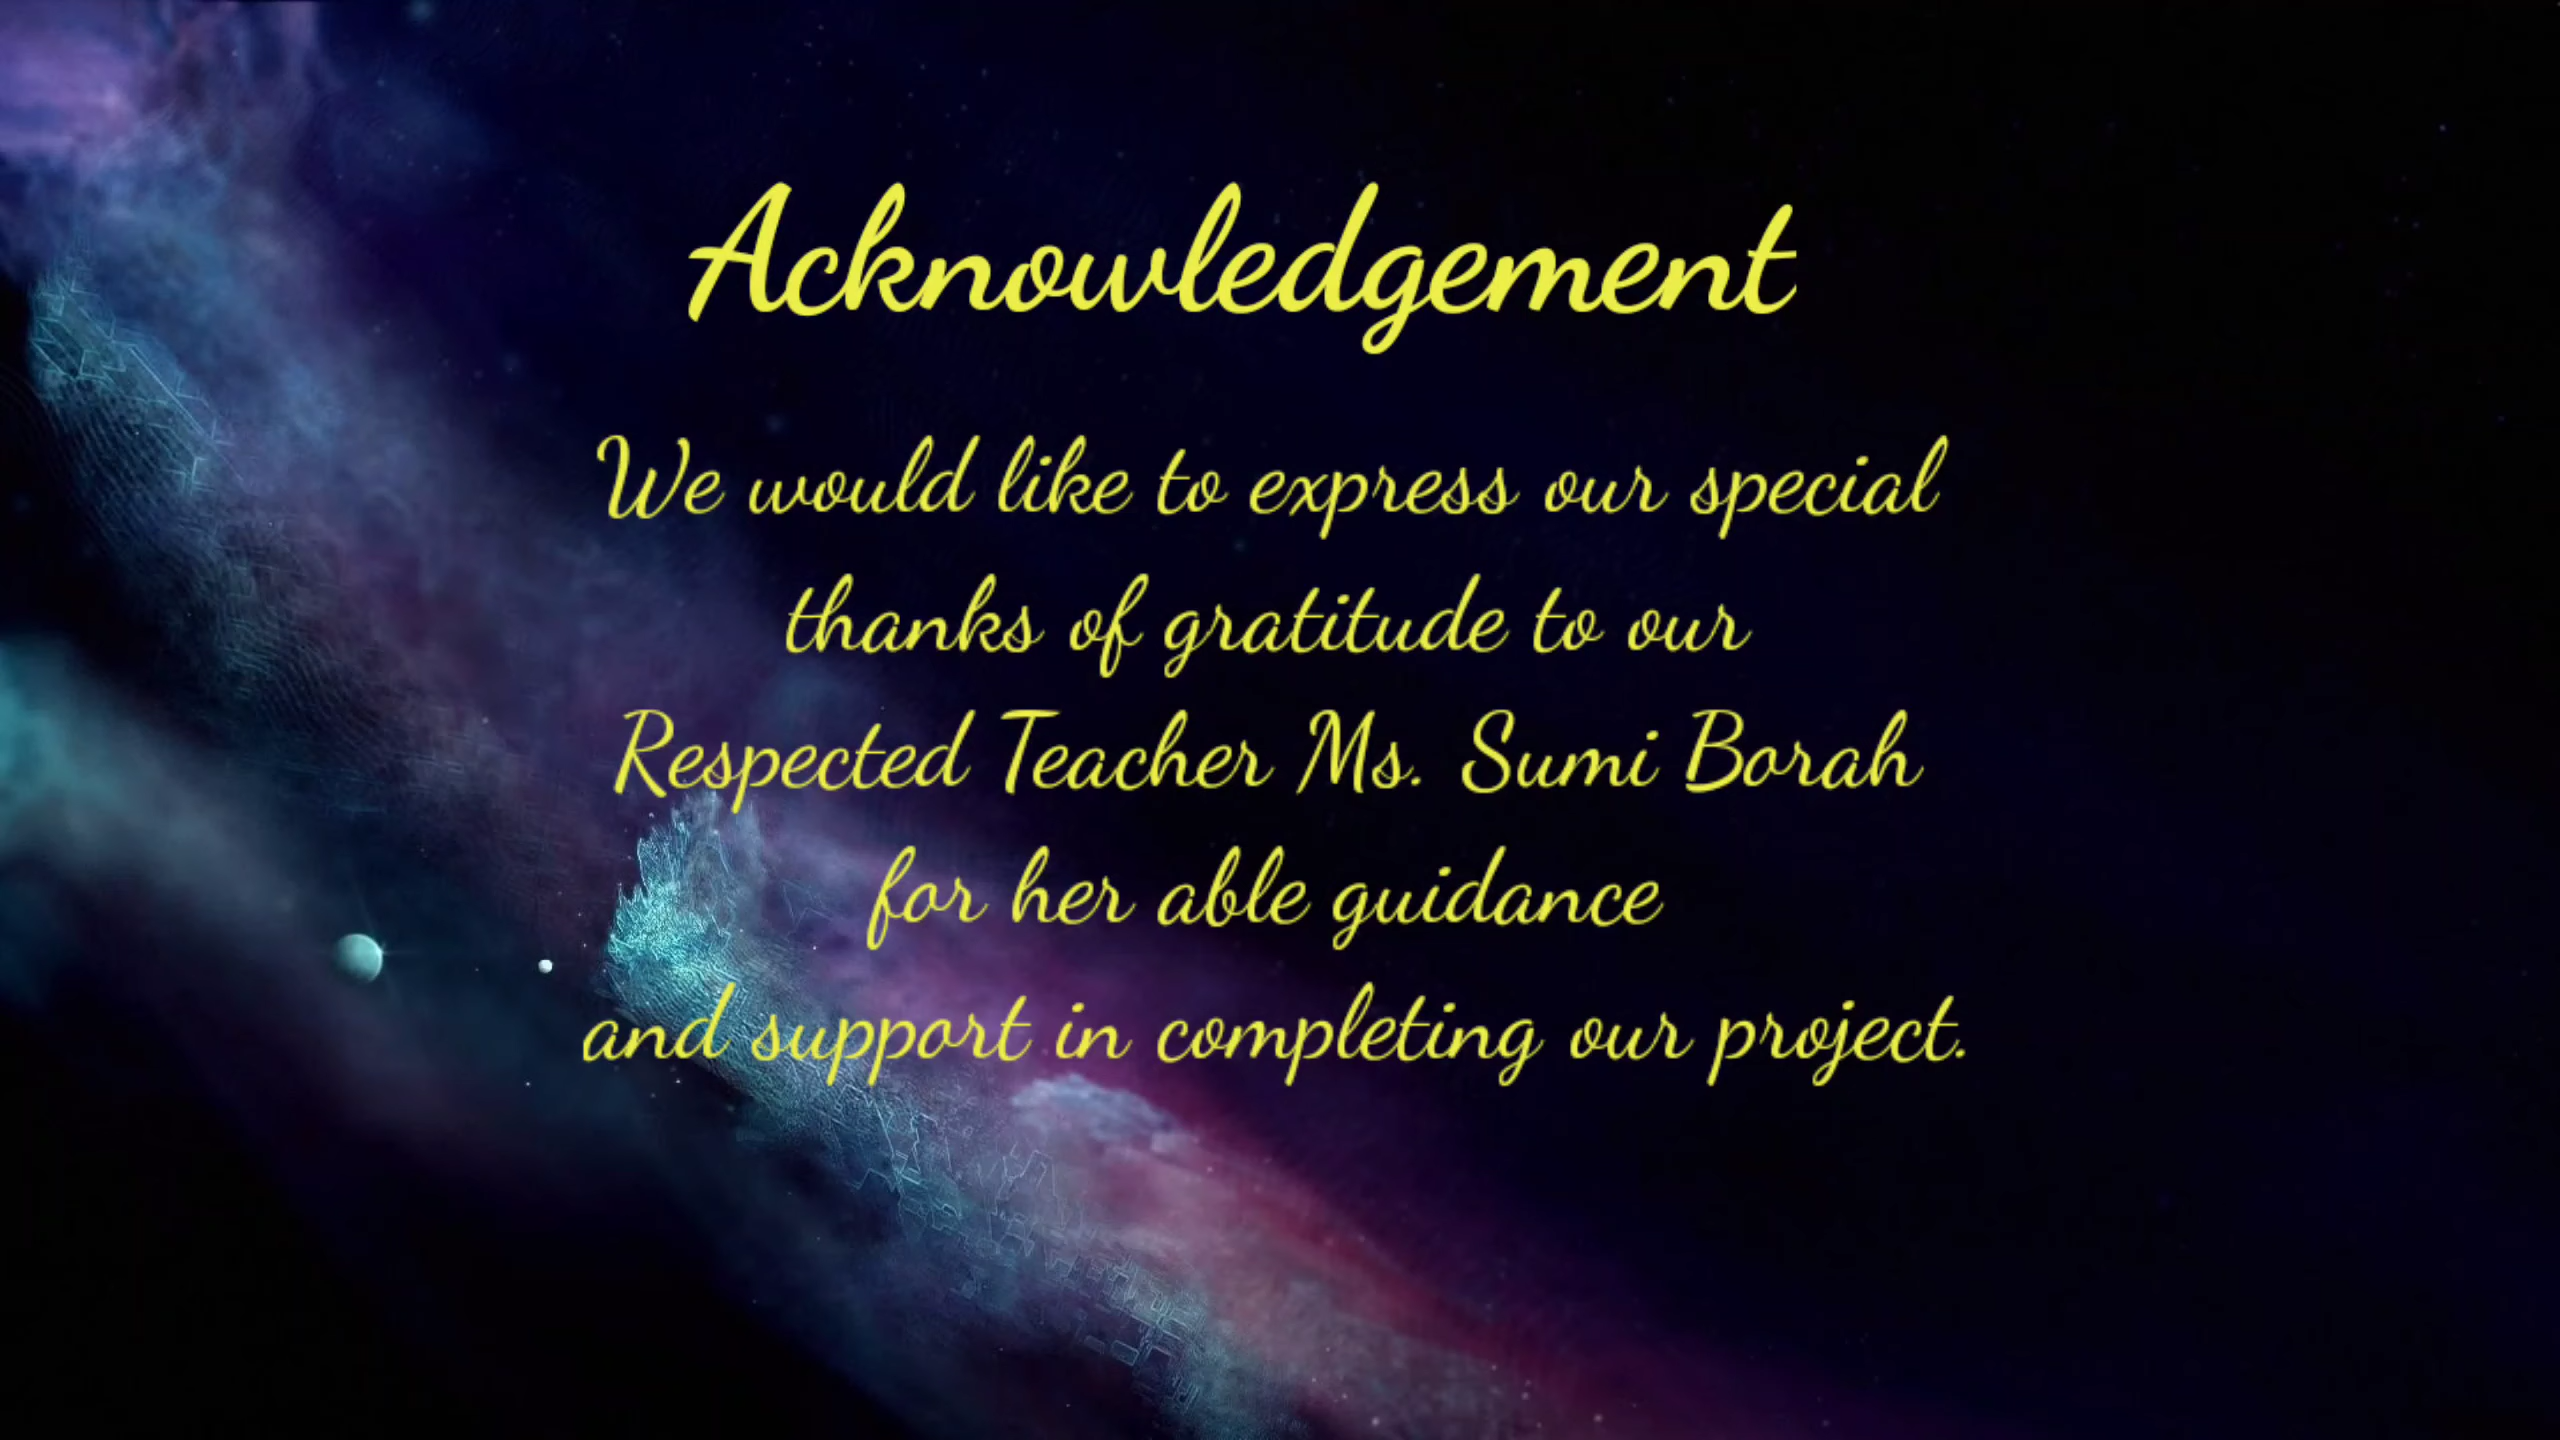 Acknowledgement
We would like to express our special
thanks of gratitude to our
Respected Teacher Ms. Sumi Borah
for her able guidance
and support in completing our project.